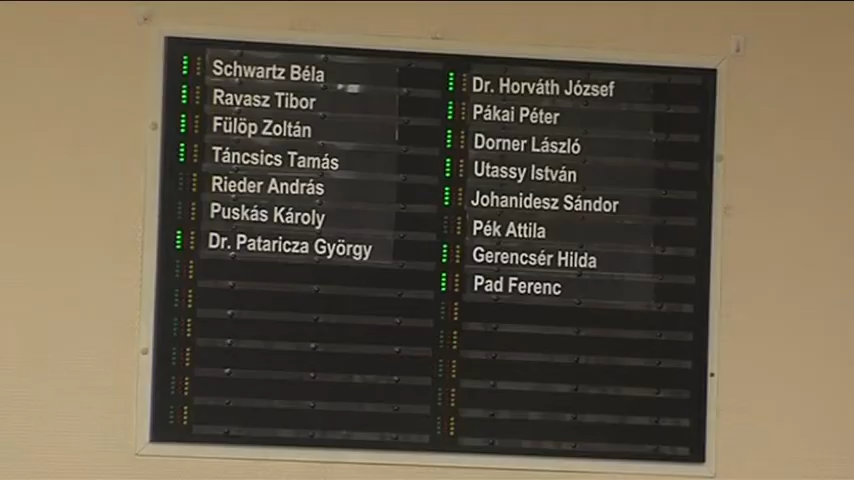 Schwartz Béla
Ravasz Tibor
Fülöp Zoltán
Táncsics Tamás
Rieder András
Puskás Károly
Dr. Pataricza György
Dr. Horváth József
Pákai Péter
Dorner László
Utassy István
Johanidesz Sándor
Pék Attila
Gerencsér Hilda
Pad Ferenc